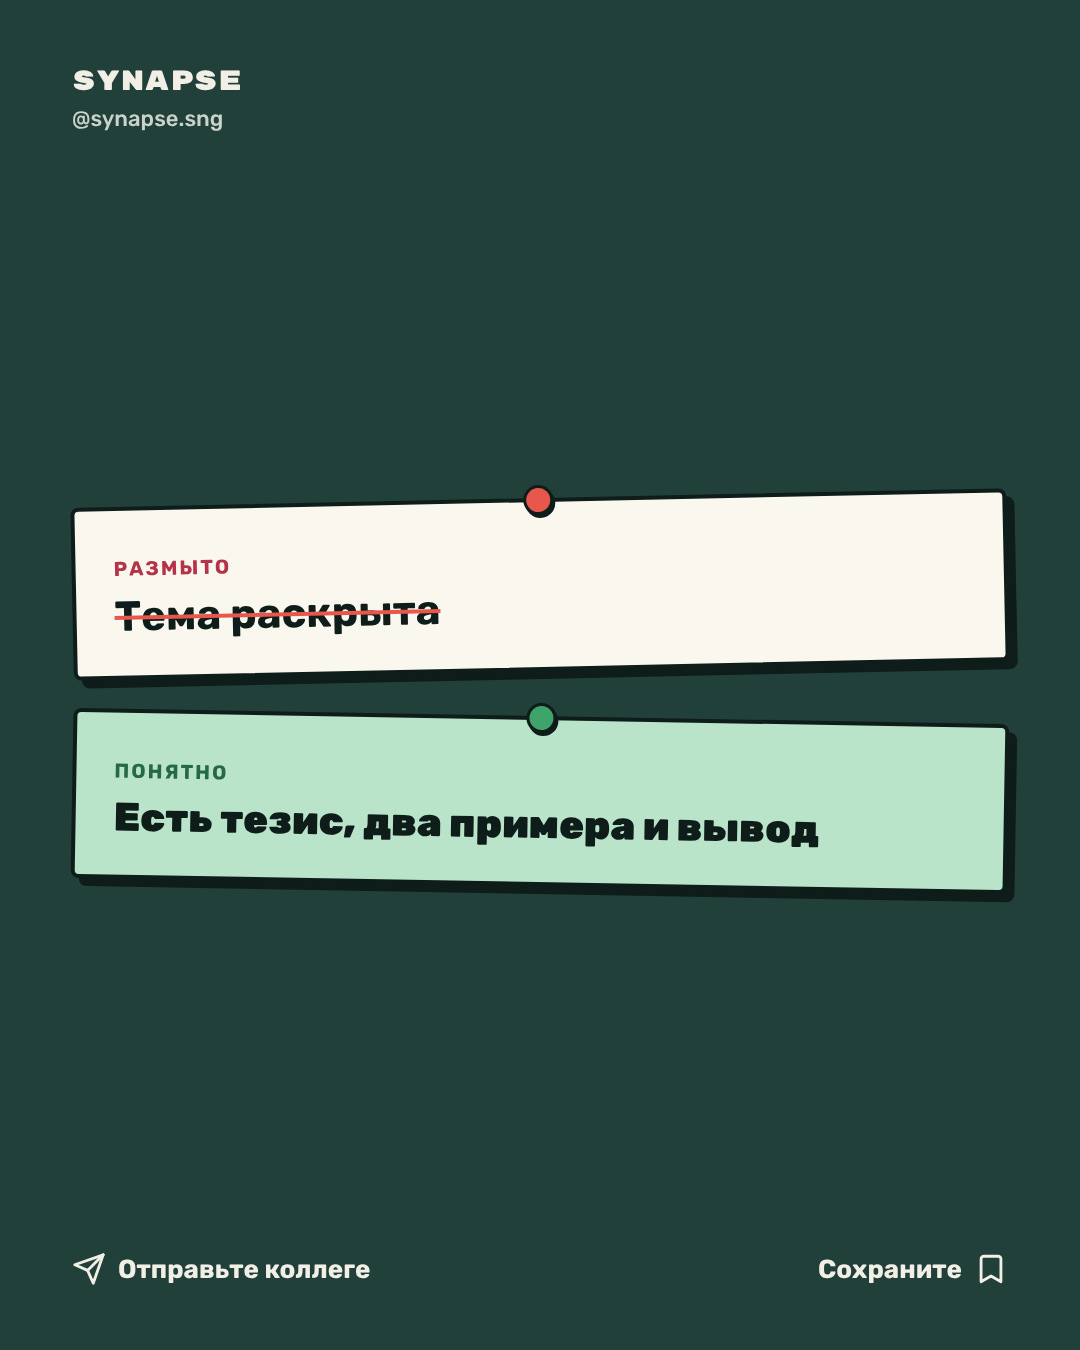 SYNAPSE
@synapse.sng
РАЗМЫТО
Тема раскрыта
ПОНЯТНО
Есть тезис, два примера и вывод
Отправьте коллеге
Сохраните